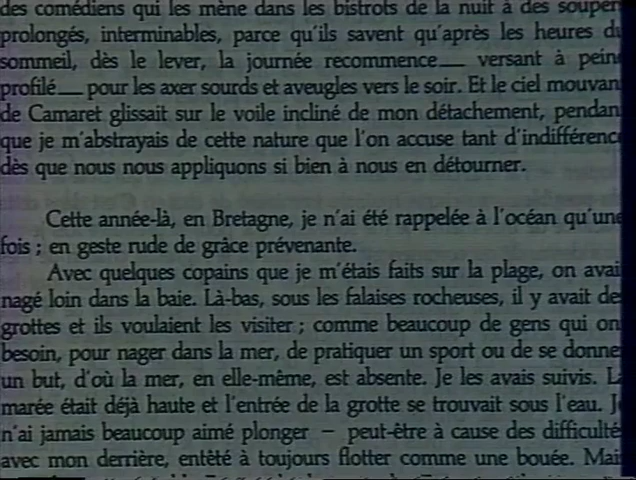 des comédiens qui les mène dans les bistrots de la nuit à des souper
prolongés, interminables, parce qu'ils savent qu'après les heures d
sommeil, dès le lever, la journée recommence — versant à pein
profilé — pour les axer sourds et aveugles vers le soir. Et le ciel mouvan
de Camaret glissait sur le voile incliné de mon détachement, pendan
que je m'abstrayais de cette nature que l'on accuse tant d'indifférenc
dès que nous nous appliquons si bien à nous en détourner.
Cette année-là, en Bretagne, je n'ai été rappelée à l'océan qu'une
fois ; en geste rude de grâce prévenante.
Avec quelques copains que je m'étais faits sur la plage, on avai
nagé loin dans la baie. Là-bas, sous les falaises rocheuses, il y avait de
grottes et ils voulaient les visiter ; comme beaucoup de gens qui on
besoin, pour nager dans la mer, de pratiquer un sport ou de se donne
un but, d'où la mer, en elle-même, est absente. Je les avais suivis. L
marée était déjà haute et l'entrée de la grotte se trouvait sous l'eau. J
n'ai jamais beaucoup aimé plonger — peut-être à cause des difficulté
avec mon derrière, entêté à toujours flotter comme une bouée. Mai